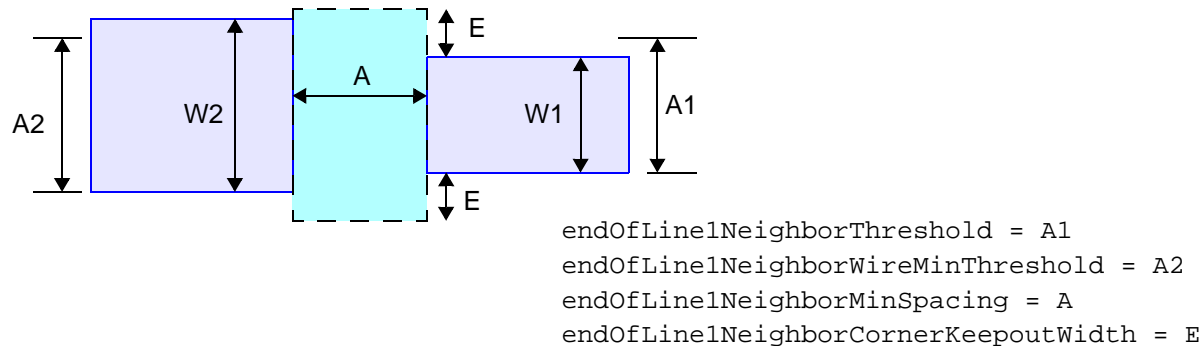 E
A
W2
W1
A1
A2
E
endOfLine1NeighborThreshold = A1
endOfLine1NeighborWireMinThreshold = A2
endOfLine1NeighborMinSpacing = A
endOfLine1NeighborCornerKeepoutWidth = E